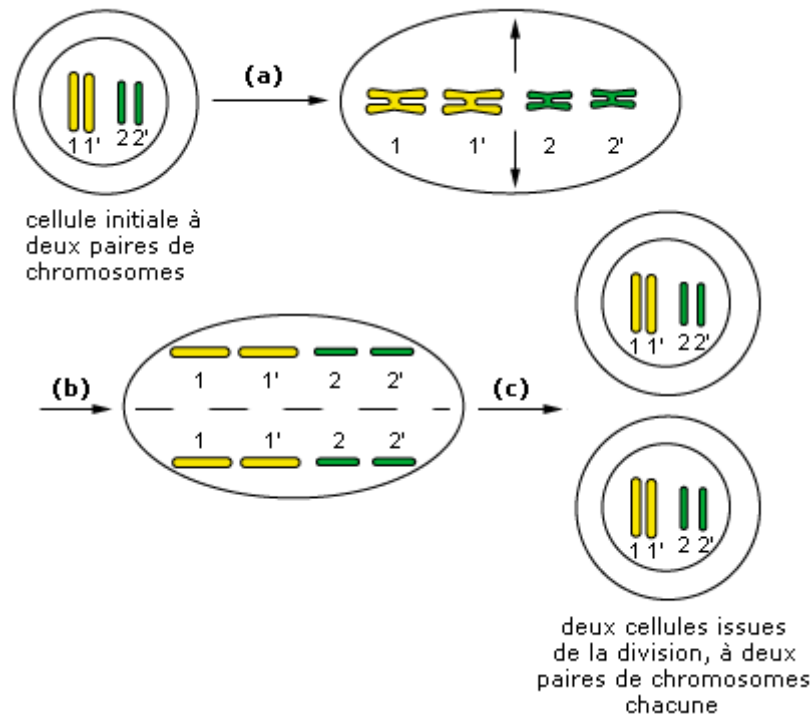 (a)
1 1' 2 2'
1 1' 2 2'
cellule initiale à
deux paires de
chromosomes
1 1' 2 2'
(b)
1 1' 2 2'
1 1' 2 2'
(c)
1 1' 2 2'
deux cellules issues
de la division, à deux
paires de chromosomes
chacune